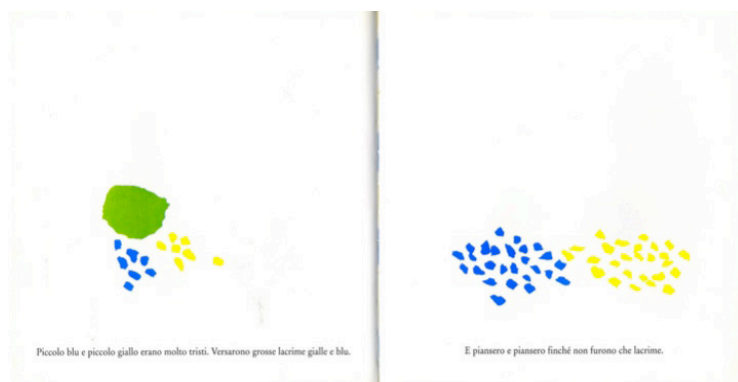 Piccolo blu e piccolo giallo erano molto tristi. Versarono grosse lacrime gialle e blu.
E piansero e piansero finché non furono che lacrime.